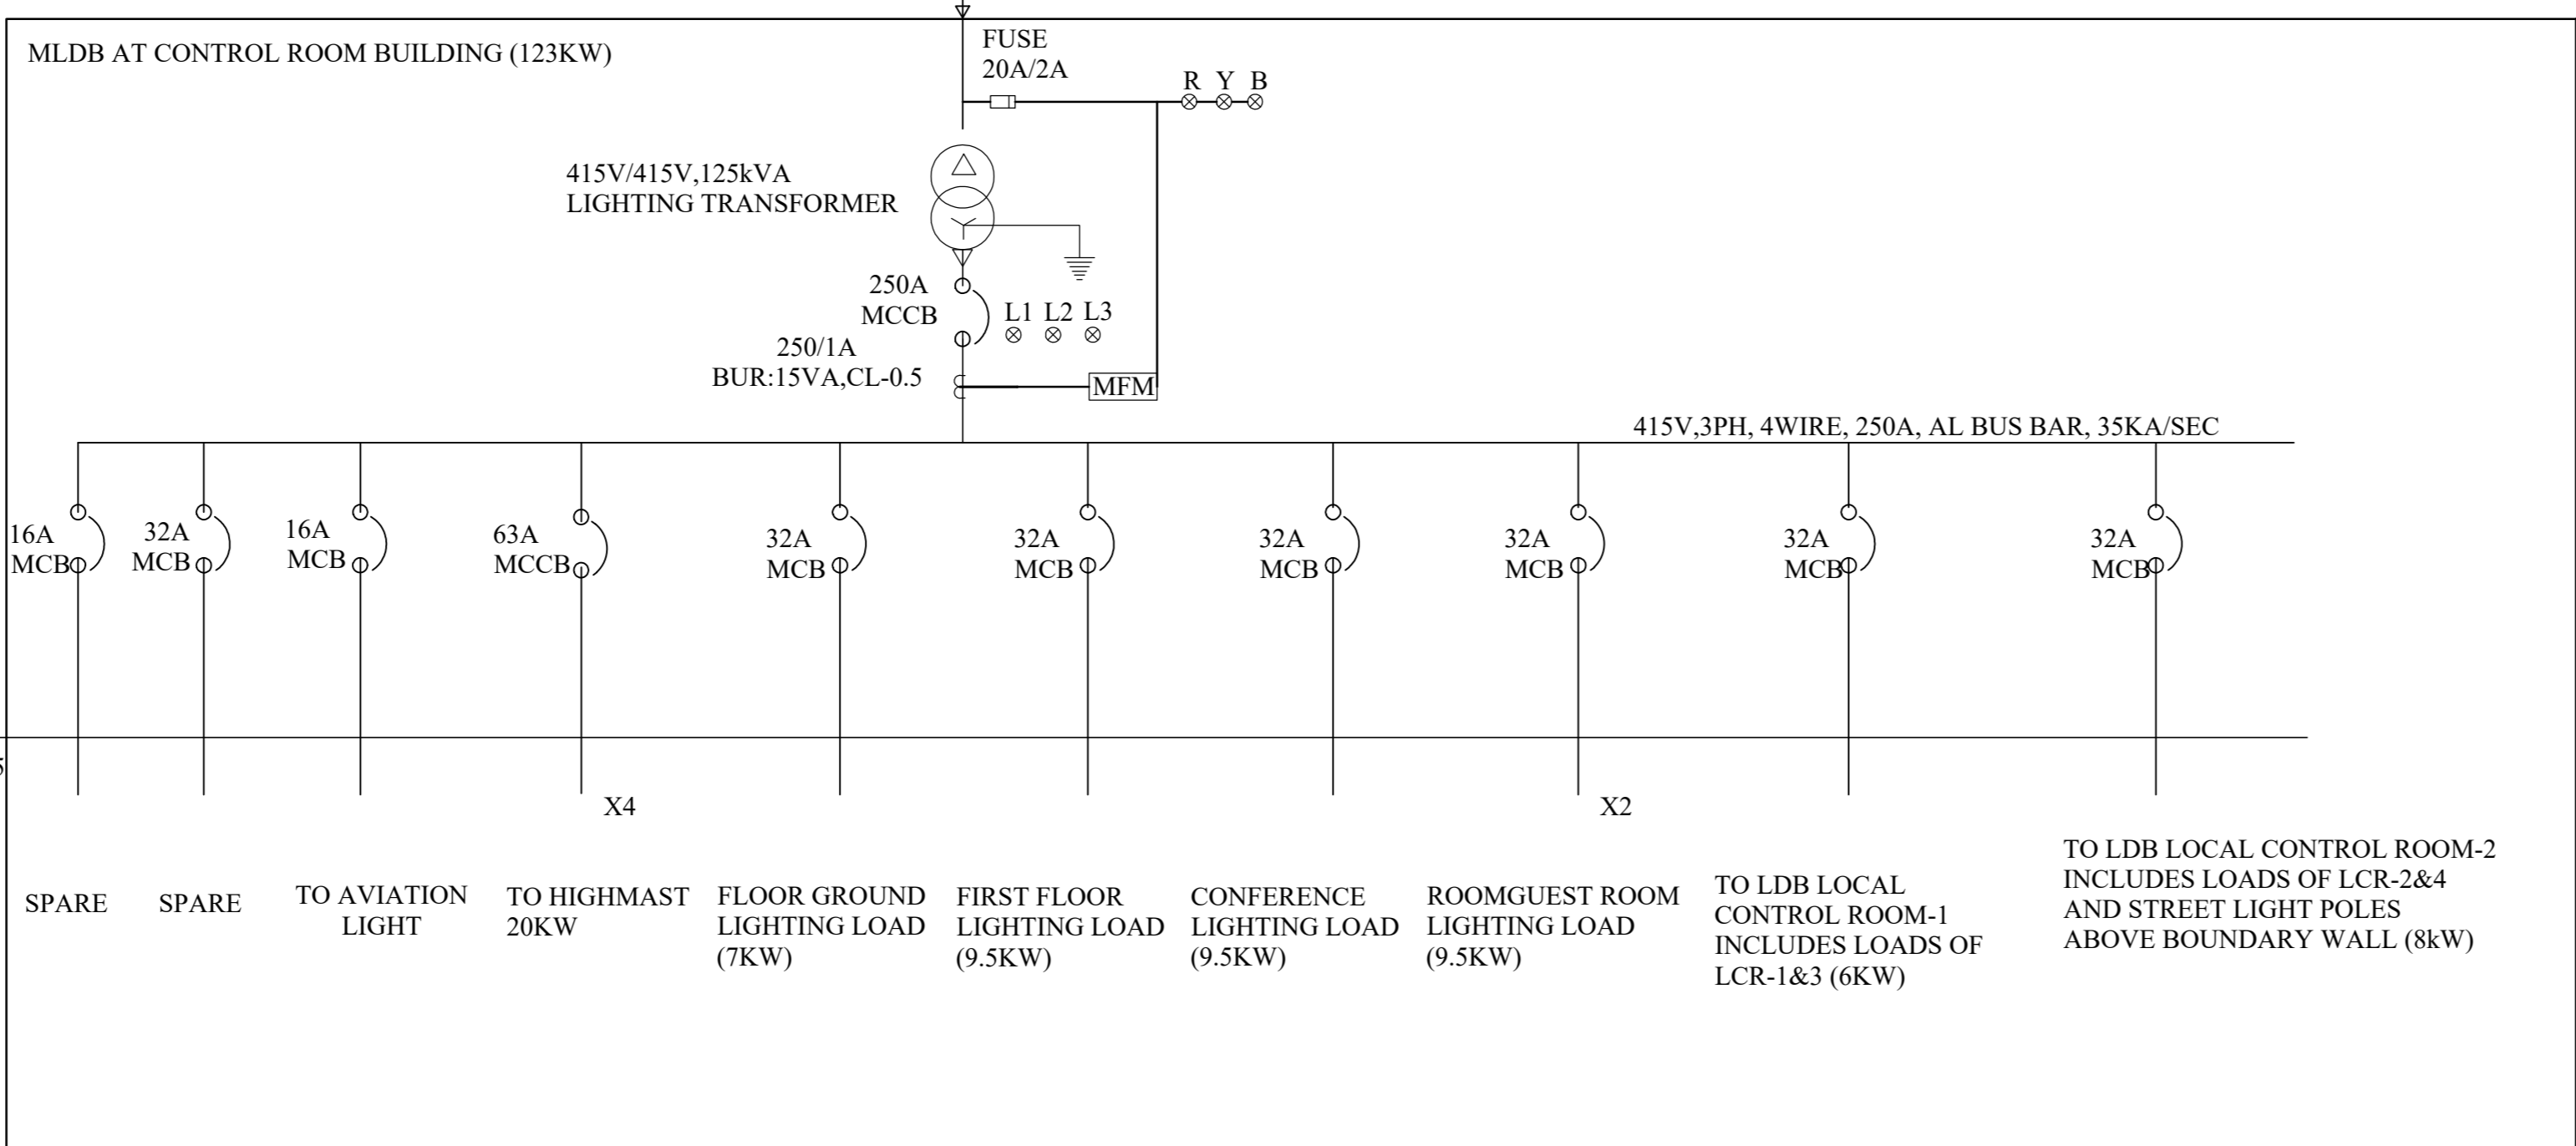 MLDB AT CONTROL ROOM BUILDING (123KW)
FUSE
20A/2A
R Y B
415V/415V,125kVA
LIGHTING TRANSFORMER
250A
MCCB
L1 L2 L3
250/1A
BUR:15VA,CL-0.5
MFM
415V,3PH, 4WIRE, 250A, AL BUS BAR, 35KA/SEC
16A
MCB
32A
MCB
16A
MCB
63A
MCCB
32A
MCB
32A
MCB
32A
MCB
32A
MCB
32A
MCB
32A
MCB
5
X4
X2
SPARE
SPARE
TO AVIATION
LIGHT
TO HIGHMAST
20KW
FLOOR GROUND
LIGHTING LOAD
(7KW)
FIRST FLOOR
LIGHTING LOAD
(9.5KW)
CONFERENCE
LIGHTING LOAD
(9.5KW)
ROOMGUEST ROOM
LIGHTING LOAD
(9.5KW)
TO LDB LOCAL
CONTROL ROOM-1
INCLUDES LOADS OF
LCR-1&3 (6KW)
TO LDB LOCAL CONTROL ROOM-2
INCLUDES LOADS OF LCR-2&4
AND STREET LIGHT POLES
ABOVE BOUNDARY WALL (8kW)